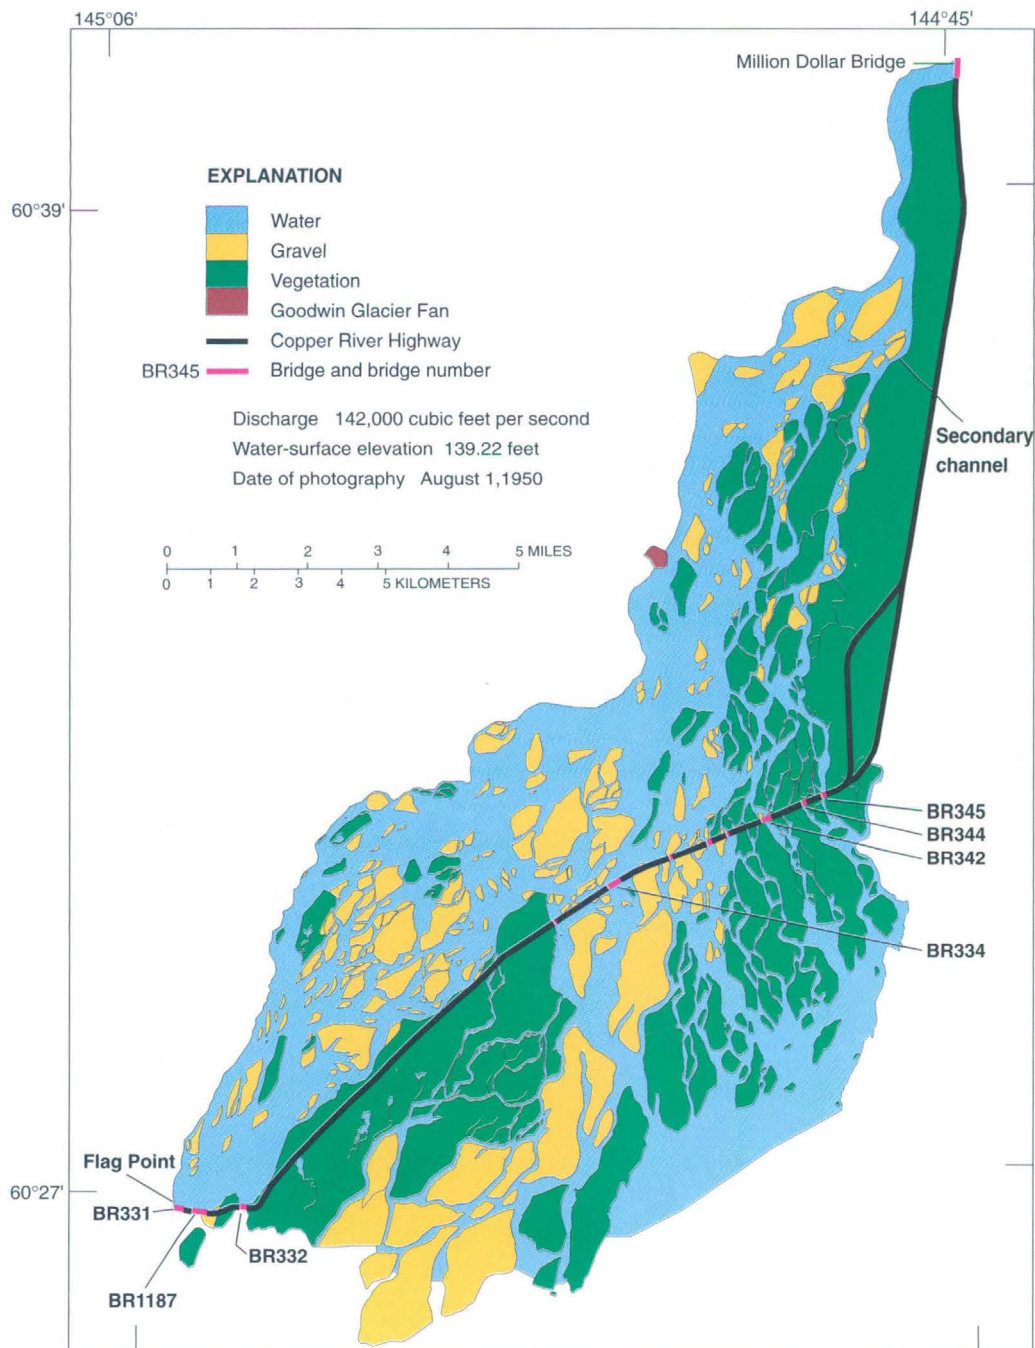 145°06'
144°45'
Million Dollar Bridge
EXPLANATION
60°39'
Water
Gravel
Vegetation
Goodwin Glacier Fan
Copper River Highway
BR345 Bridge and bridge number
Discharge 142,000 cubic feet per second
Water-surface elevation 139.22 feet
Date of photography August 1,1950
Secondary
channel
0 1 2 3 4 5 MILES
0 1 2 3 4 5 KILOMETERS
BR345
BR344
BR342
BR334
Flag Point
60°27'
BR331
BR332
BR1187